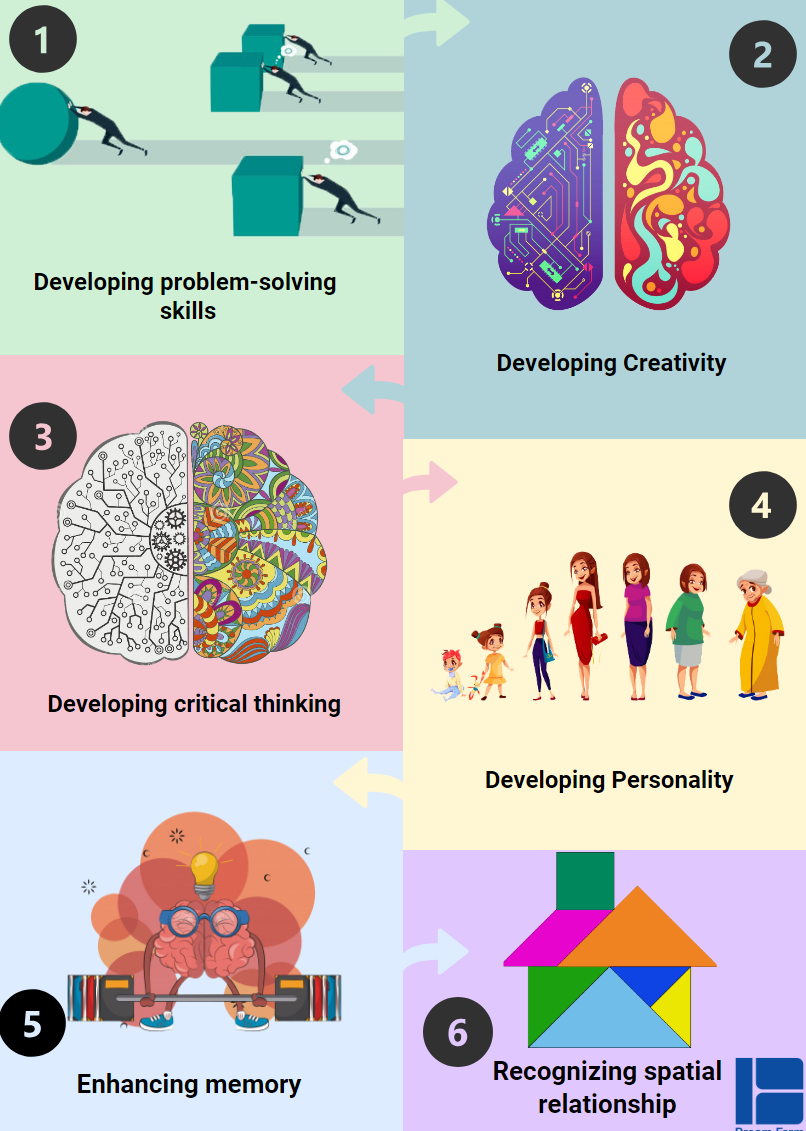 1
Developing problem-solving
skills
2
Developing Creativity
3
Developing critical thinking
4
Developing Personality
5
Enhancing memory
6
Recognizing spatial
relationship